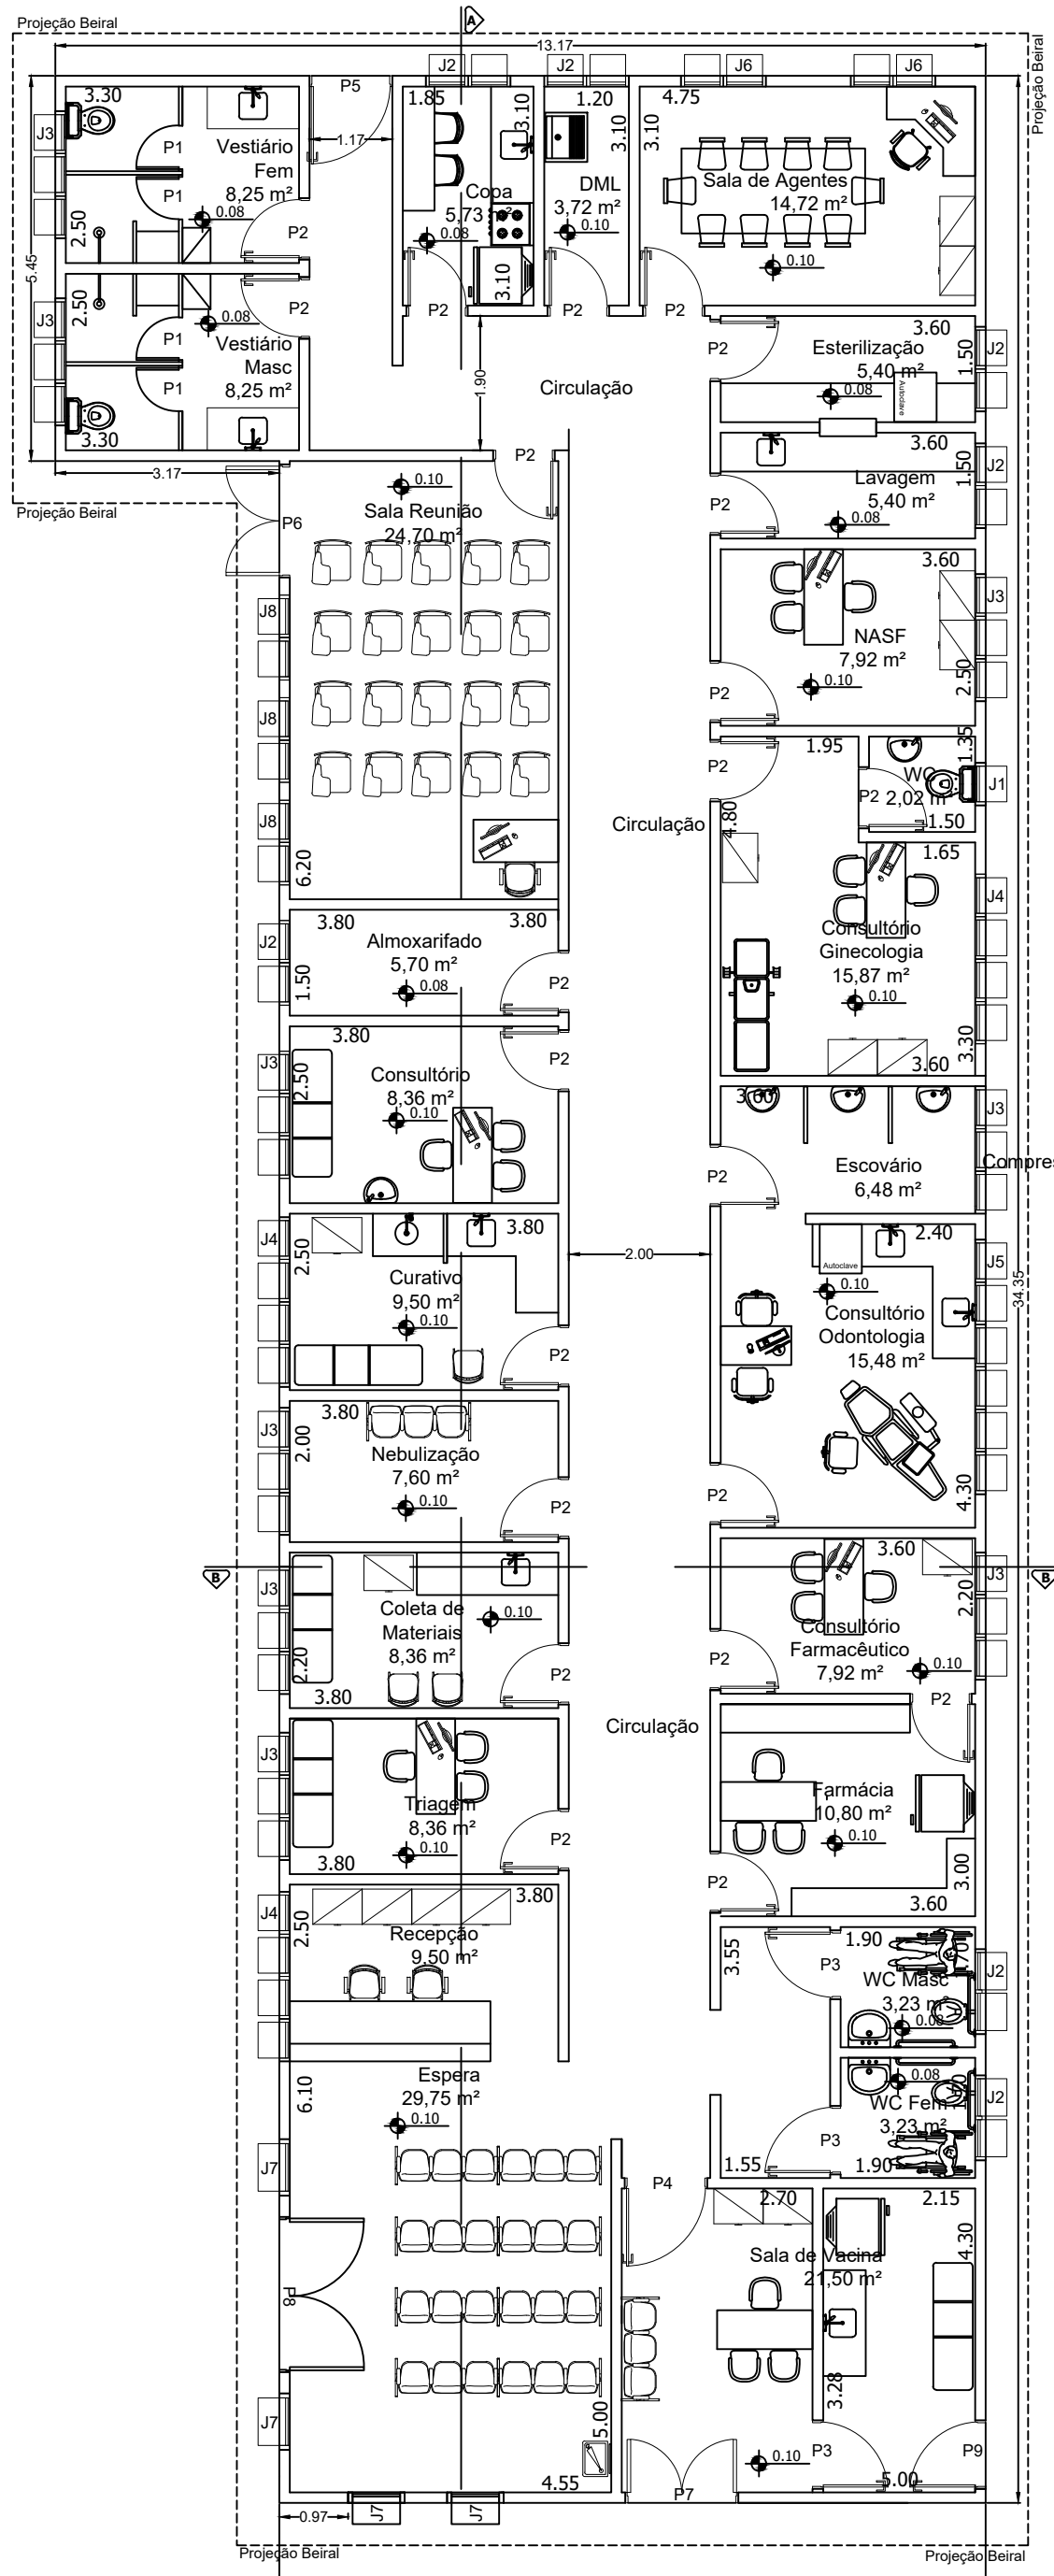 Projeção Beiral
A
13.17
Projeção Beiral
J2
J2
J6
J6
P5
3.30
1.85
3.10
1.20
3.10
4.75
3.10
J3
P1
Vestiário
Fem
8,25 m²
1.17
Copa
5,73 m²
DML
3,72 m²
Sala de Agentes
14,72 m²
P1
0.08
2.50
0.08
0.10
0.10
P2
5.45
3.10
J3
2.50
P2
P2
P2
P2
0.08
P1
Vestiário
Masc
8,25 m²
P1
3.30
1.90
Circulação
P2
Esterilização
5,40 m²
3.60
1.50
J2
0.08
Autoclave
3.17
P2
3.60
J2
1.50
Lavagem
5,40 m²
0.08
P2
Projeção Beiral
P6
0.10
Sala Reunião
24,70 m²
3.60
J3
NASF
7,92 m²
2.50
0.10
P2
J8
J8
J8
6.20
P2
1.95
1.35
WC
2,02 m
P2
1.50
J1
Circulação
4.80
1.65
J4
Consultório
Ginecologia
15,87 m²
0.10
3.30
3.60
3.80
3.80
J2
Almoxarifado
5,70 m²
1.50
0.08
P2
3.80
J3
2.50
Consultório
8,36 m²
0.10
P2
3.60
J3
Escovário
6,48 m²
Compres
P2
J4
2.50
3.80
Curativo
9,50 m²
0.10
P2
2.00
2.40
Autoclave
J5
0.10
Consultório
Odontologia
15,48 m²
34.35
4.30
P2
3.80
J3
2.00
Nebulização
7,60 m²
0.10
P2
B
B
J3
Coleta de
Materiais
8,36 m²
0.10
2.20
3.80
P2
3.60
J3
2.20
Consultório
Farmacêutico
7,92 m²
0.10
P2
P2
Circulação
J3
Triagem
8,36 m²
0.10
3.80
P2
Farmácia
10,80 m²
0.10
3.00
P2
3.60
J4
2.50
3.80
Recepção
9,50 m²
3.55
P3
1.90
WC Masc
3,23 m²
0.08
J2
Espera
29,75 m²
6.10
0.10
0.08
WC Fem
3,23 m²
J2
P3
1.55
1.90
J7
P4
2.70
2.15
4.30
Sala de Vacina
21,50 m²
P8
3.28
J7
5.00
4.55
0.10
P3
P9
5.00
P7
0.97
J7
J7
Projeção Beiral
Projeção Beiral